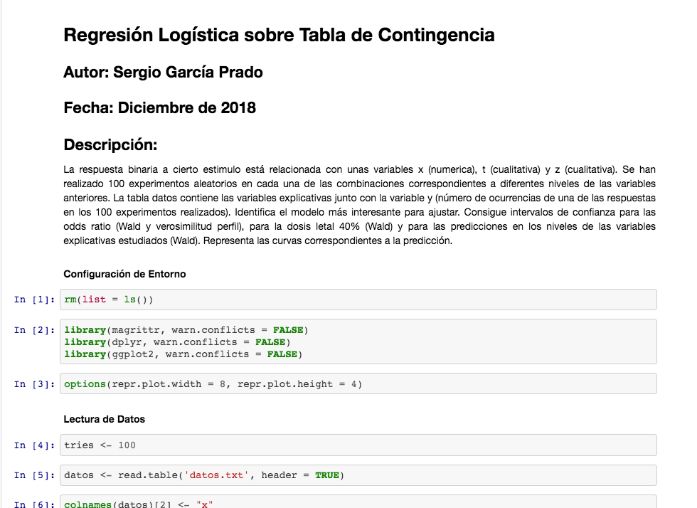 Regresión Logística sobre Tabla de Contingencia
Autor: Sergio García Prado
Fecha: Diciembre de 2018
Descripción:
La respuesta binaria a cierto estimulo está relacionada con unas variables x (numerica), t (cualitativa) y z (cualitativa). Se han
realizado 100 experimentos aleatorios en cada una de las combinaciones correspondientes a diferentes niveles de las variables
anteriores. La tabla datos contiene las variables explicativas junto con la variable y (número de ocurrencias de una de las respuestas
en los 100 experimentos realizados). Identifica el modelo más interesante para ajustar. Consigue intervalos de confianza para las
odds ratio (Wald y verosimilitud perfil), para la dosis letal 40% (Wald) y para las predicciones en los niveles de las variables
explicativas estudiados (Wald). Representa las curvas correspondientes a la predicción.
Configuración de Entorno
In [1]: rm(list = ls())
In [2]: library(magrittr, warn.conflicts = FALSE)
library(dplyr, warn.conflicts = FALSE)
library(ggplot2, warn.conflicts = FALSE)
In [3]: options(repr.plot.width = 8, repr.plot.height = 4)
Lectura de Datos
In [4]: tries <- 100
In [5]: datos <- read.table('datos.txt', header = TRUE)
In [6]: colnames(datos)[2] <- "x"